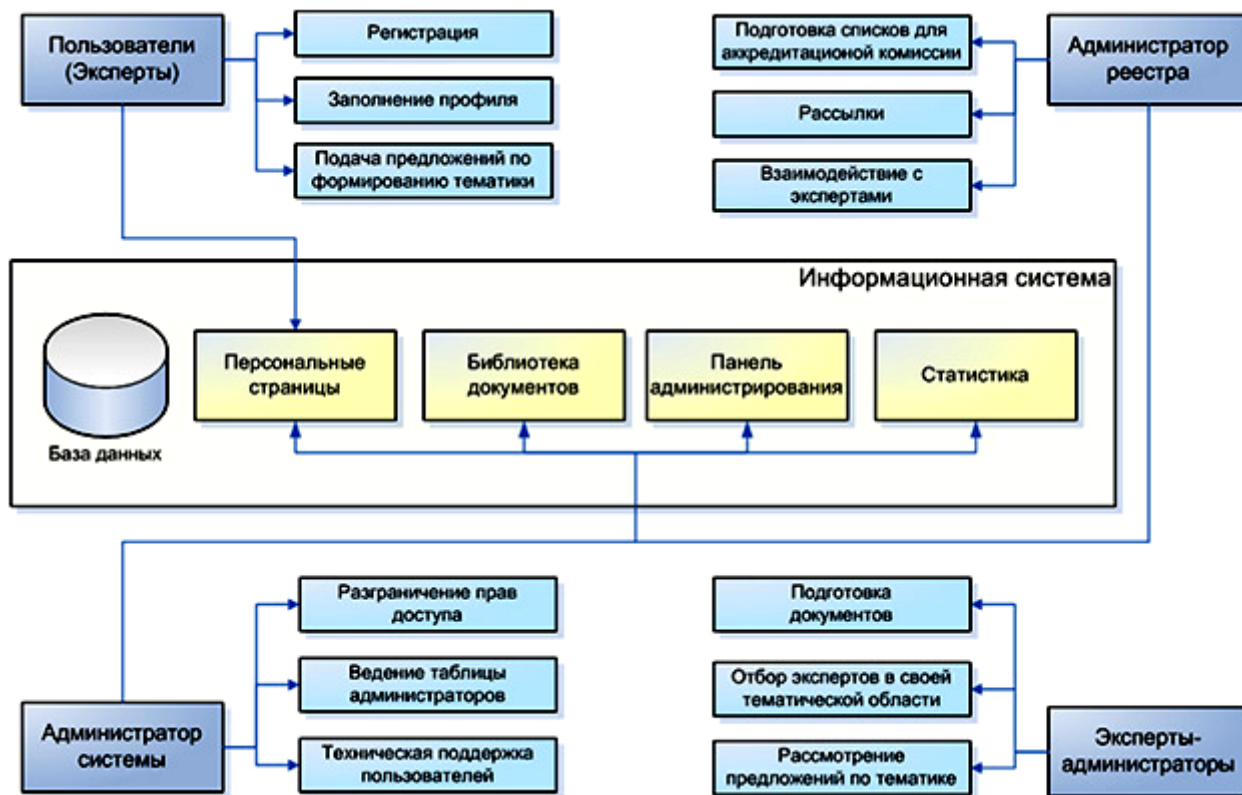 Пользователи
(Эксперты)
Регистрация
Заполнение профиля
Подача предложений по
формированию тематики
Подготовка списков для
аккредитационой комиссии
Рассылки
Взаимодействие с
экспертами
Администратор
реестра
Информационная система
База данных
Персональные
страницы
Библиотека
документов
Панель
администрирования
Статистика
Администратор
системы
Разграничение прав
доступа
Ведение таблицы
администраторов
Техническая поддержка
пользователей
Подготовка
документов
Отбор экспертов в своей
тематической области
Рассмотрение
предложений по тематике
Эксперты-
администраторы